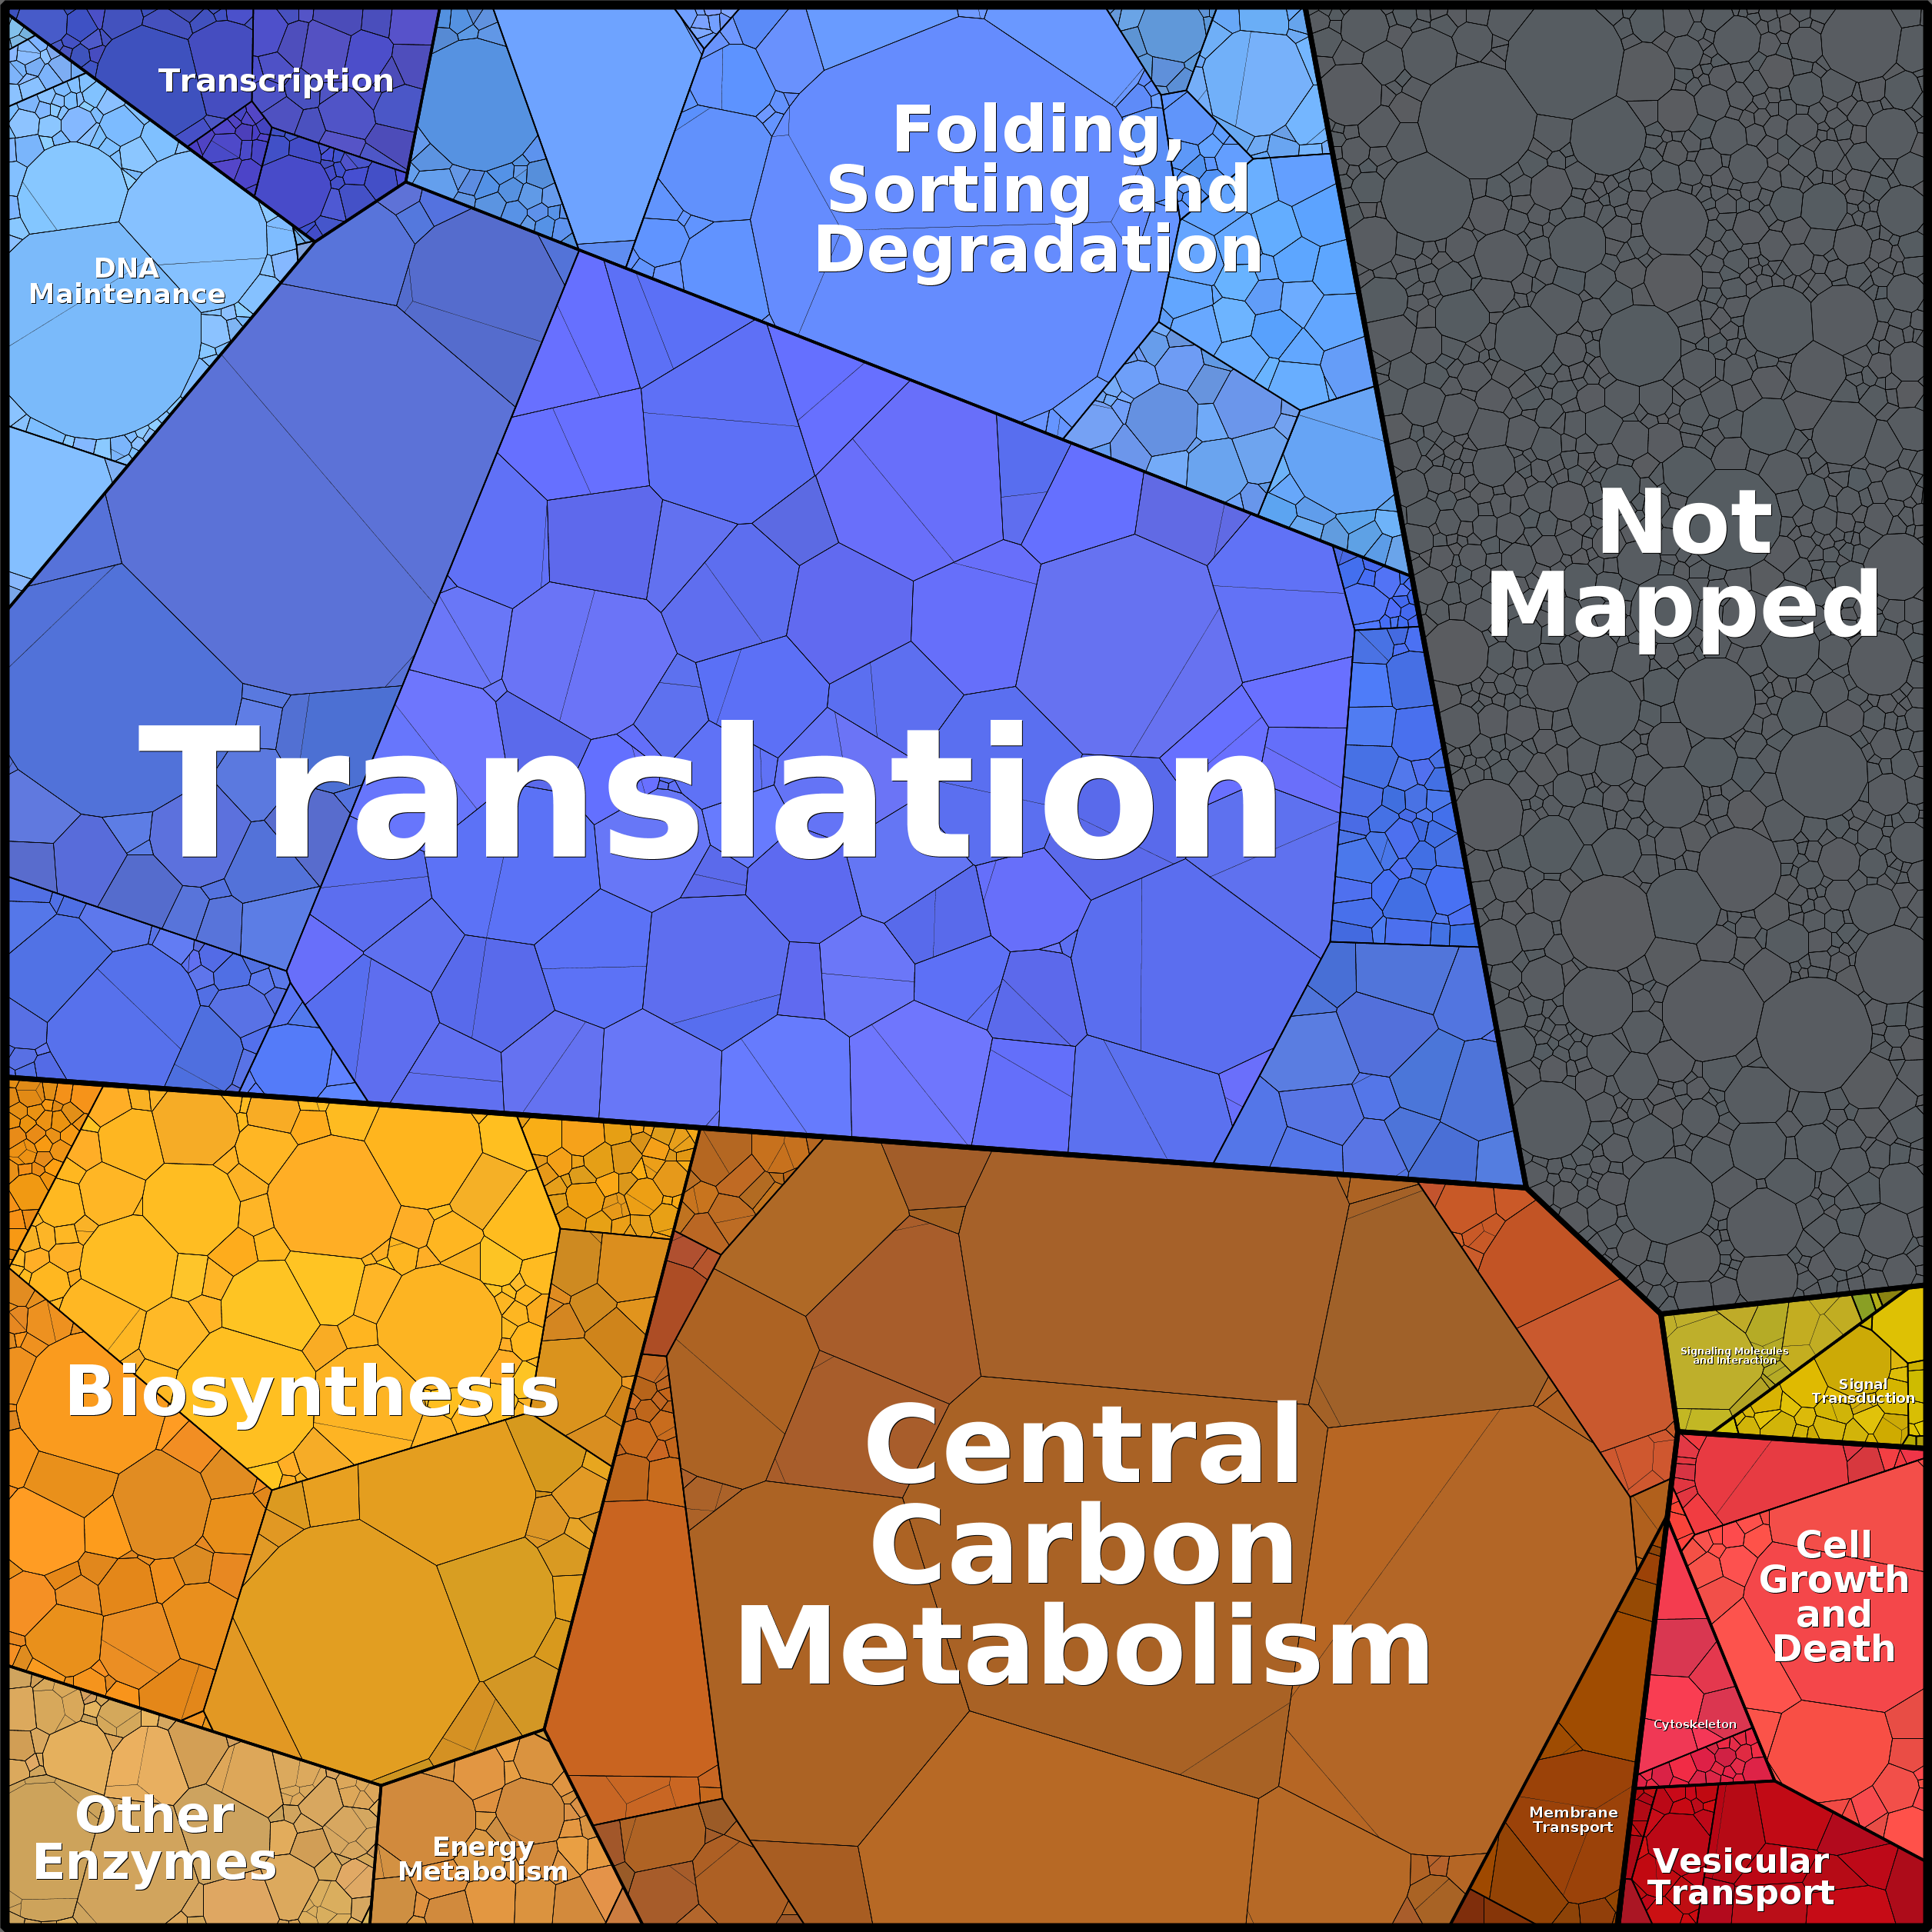 Transcription
Folding,
Sorting and
Degradation
DNA
Maintenance
Not
Mapped
Translation
Signaling Molecules
and Interaction
Signal
Transduction
Biosynthesis
Central
Carbon
Metabolism
Cell
Growth
and
Death
Cytoskeleton
Other
Enzymes
Energy
Metabolism
Membrane
Transport
Vesicular
Transport